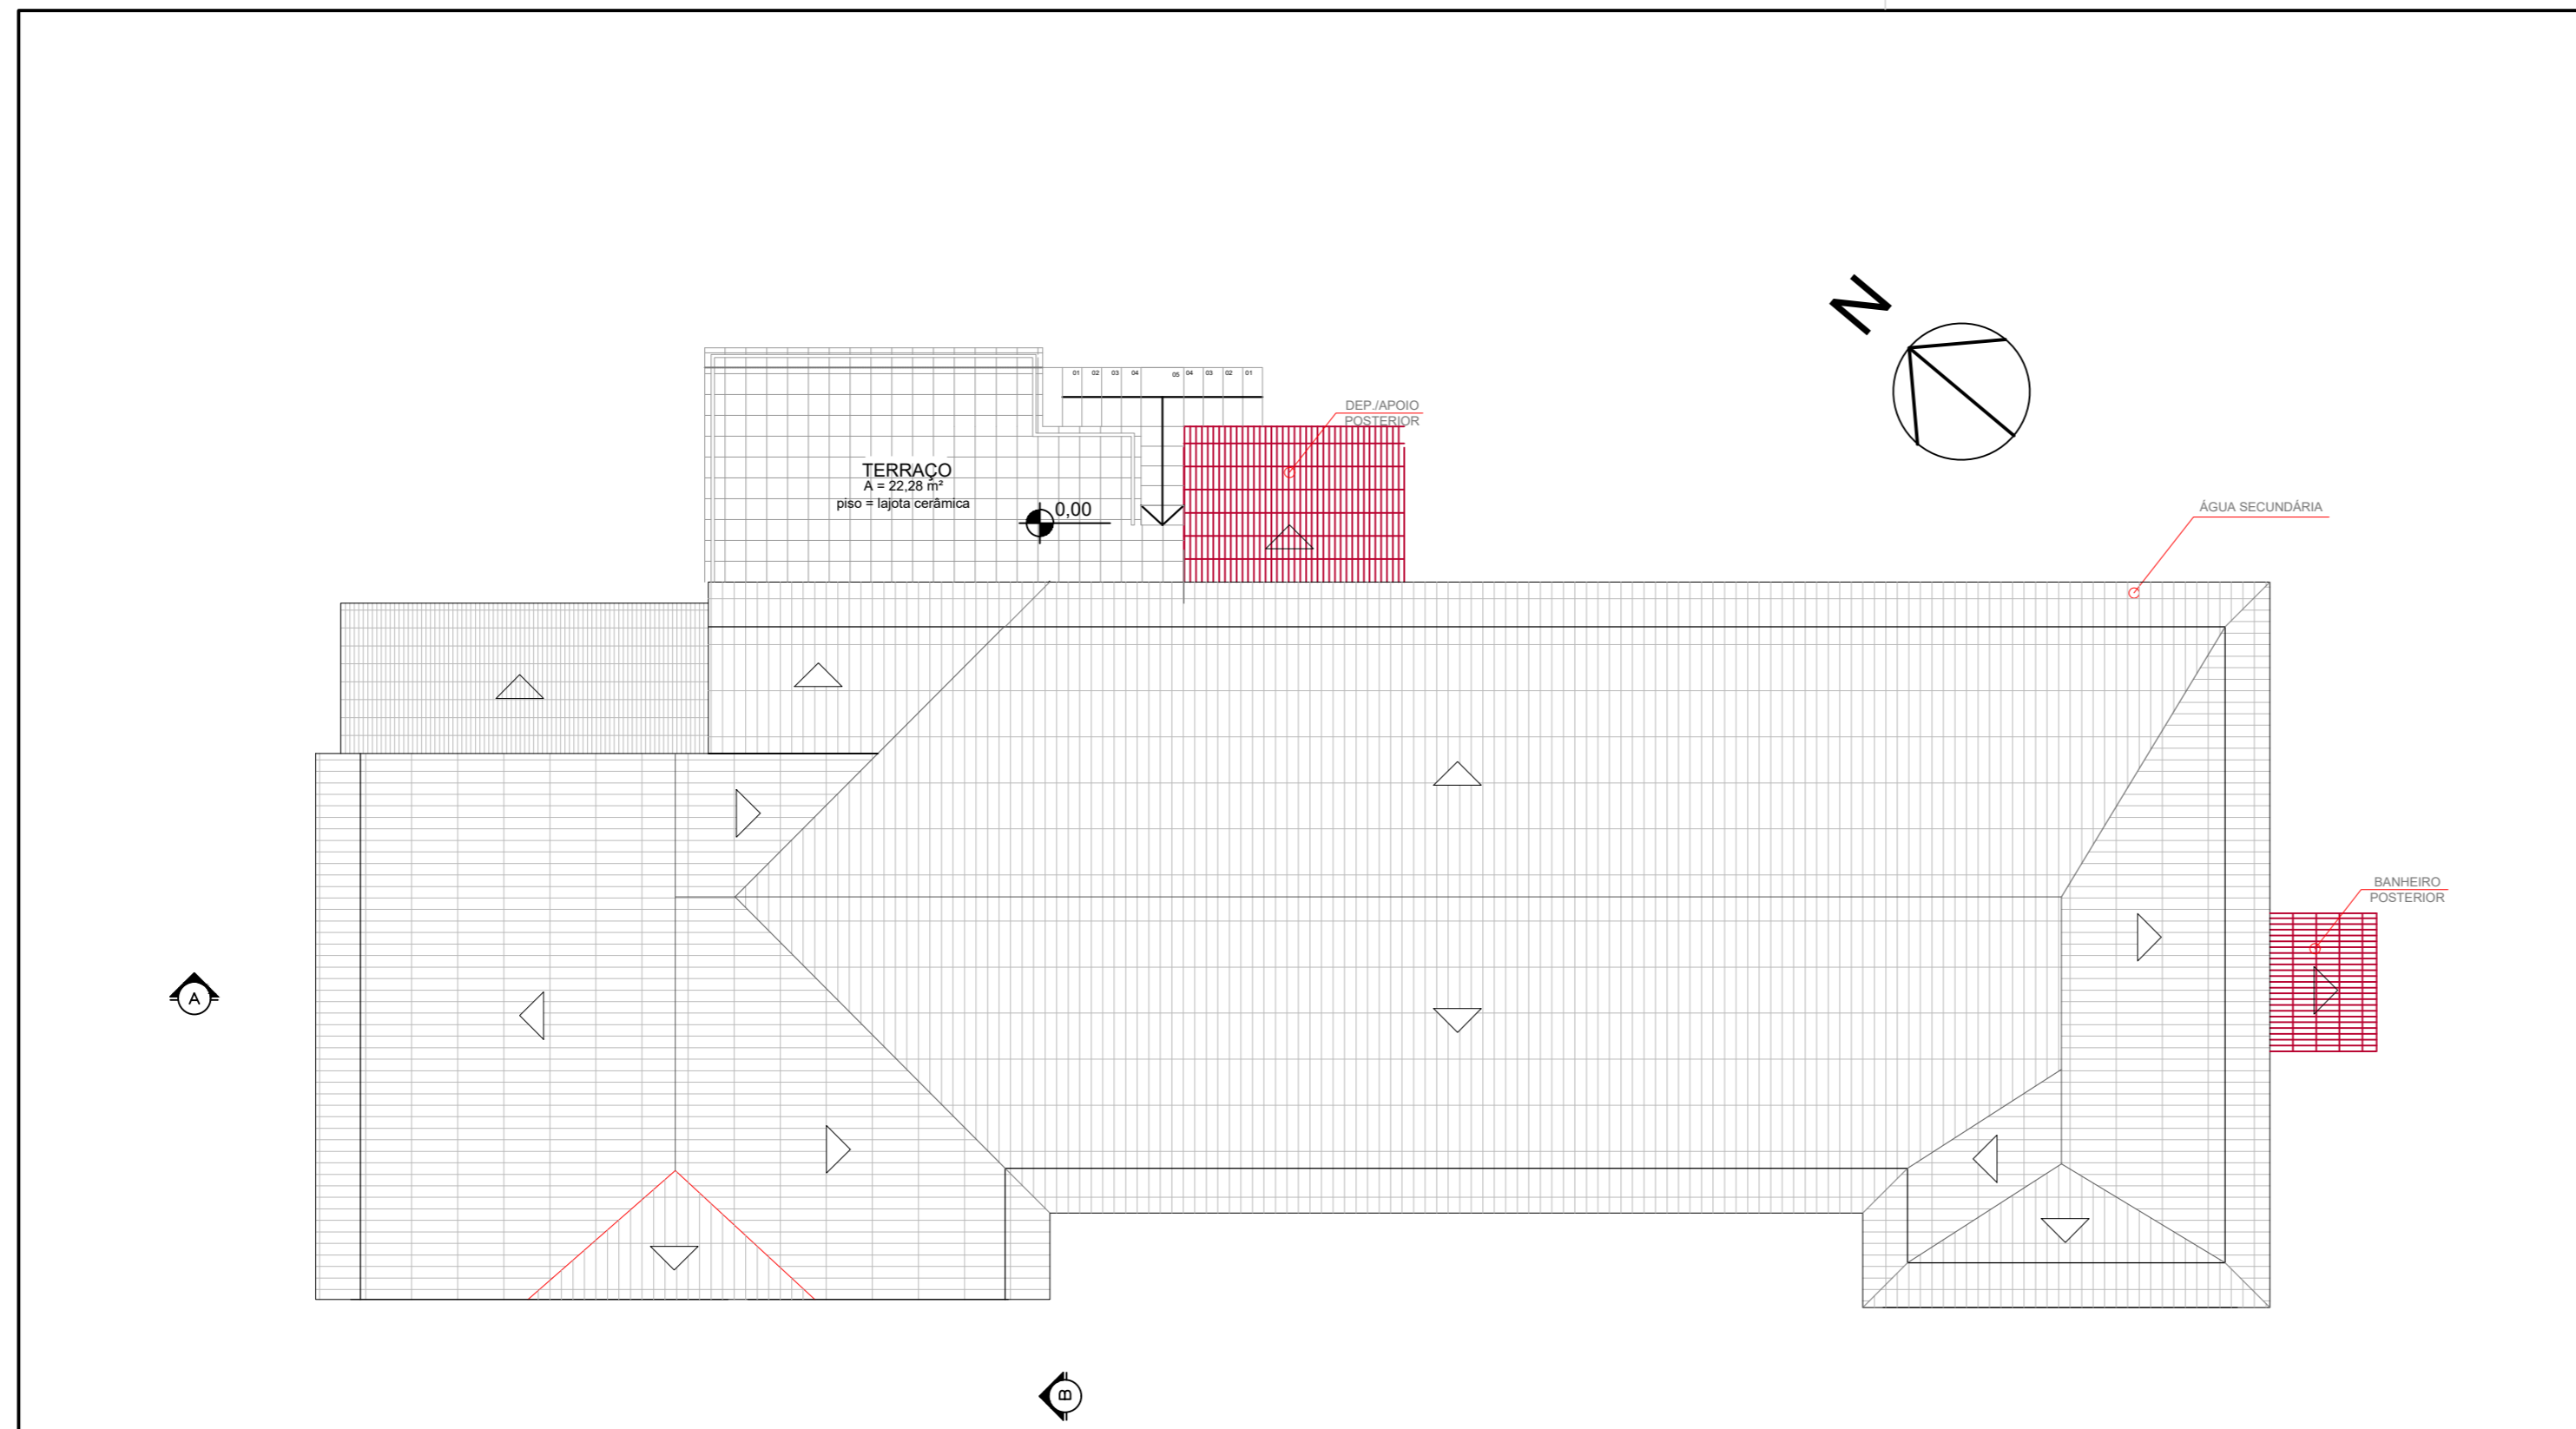 N
01 02 03 04 05 04 03 02 01
DEP./APOIO
POSTERIOR
TERRAÇO
A = 22,28 m²
piso = lajota cerâmica
0,00
ÁGUA SECUNDÁRIA
BANHEIRO
POSTERIOR
A
B